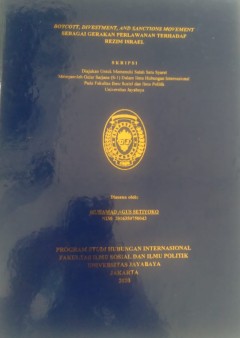 BOYCOTT, DIVESTMENT, AND SANCTIONS MOVEMENT
SEBAGAI GERAKAN PERLAWANAN TERHADAP
REZIM ISRAEL
SKRIPSI
Diajukan Untuk Memenuhi Salah Satu Syarat
Memperoleh Gelar Sarjana (S-1) Dalam Ilmu Hubungan Internasional
Pada Fakultas Ilmu Sosial dan Ilmu Politik
Universitas Jayabaya
Disusun oleh:
PROGRAM STUDI HUBUNGAN INTERNASIONAL
FAKULTAS ILMU SOSIAL DAN ILMU POLITIK
UNIVERSITAS JAYABAYA
JAKARTA